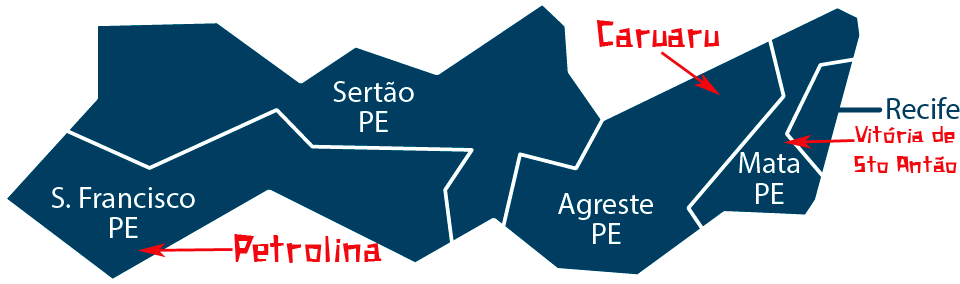 Caruaru
Sertão
PE
Recife
Vitória de
Sto Antão
Mata
PE
S. Francisco
PE
Agreste
PE
Petrolina